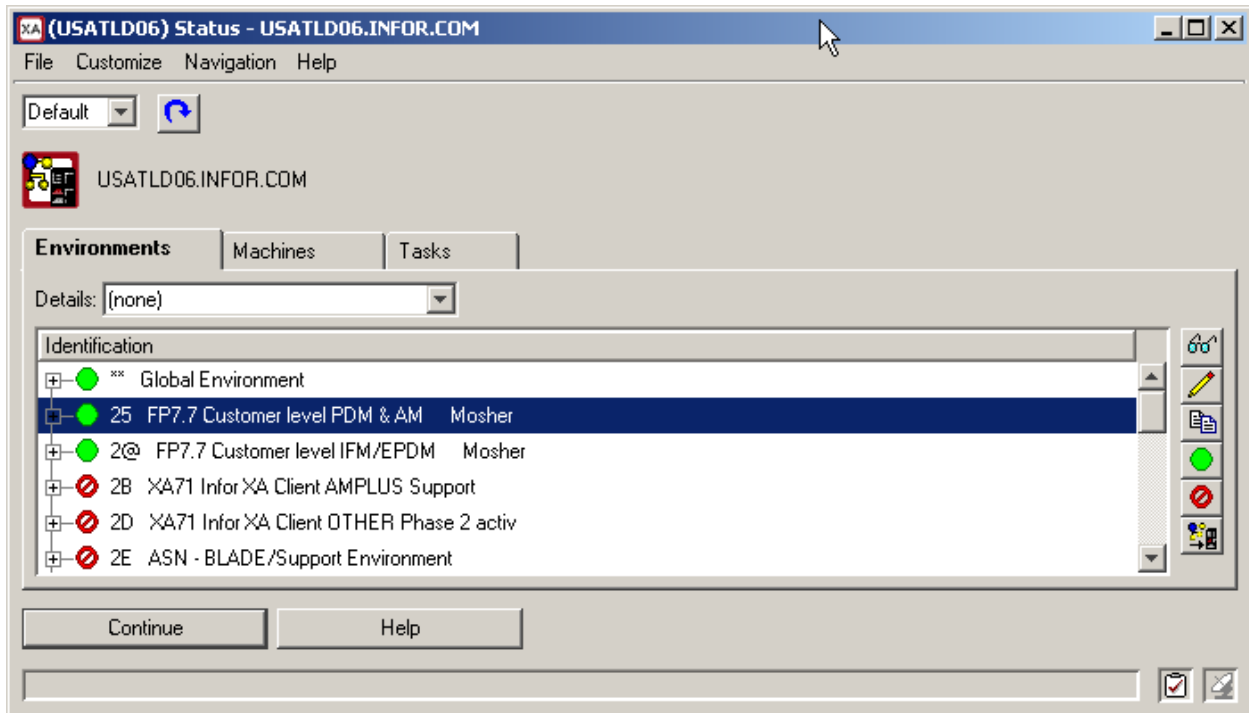 XA (USATLD06) Status - USATLD06.INFOR.COM
File Customize Navigation Help
Default
USATLD06.INFOR.COM
Environments Machines Tasks
Details: (none)
Identification
** Global Environment
25 FP7.7 Customer level PDM & AM Mosher
2@ FP7.7 Customer level IFM/EPDM Mosher
2B XA71 Infor XA Client AMPLUS Support
2D XA71 Infor XA Client OTHER Phase 2 activ
2E ASN - BLADE/Support Environment
Continue Help